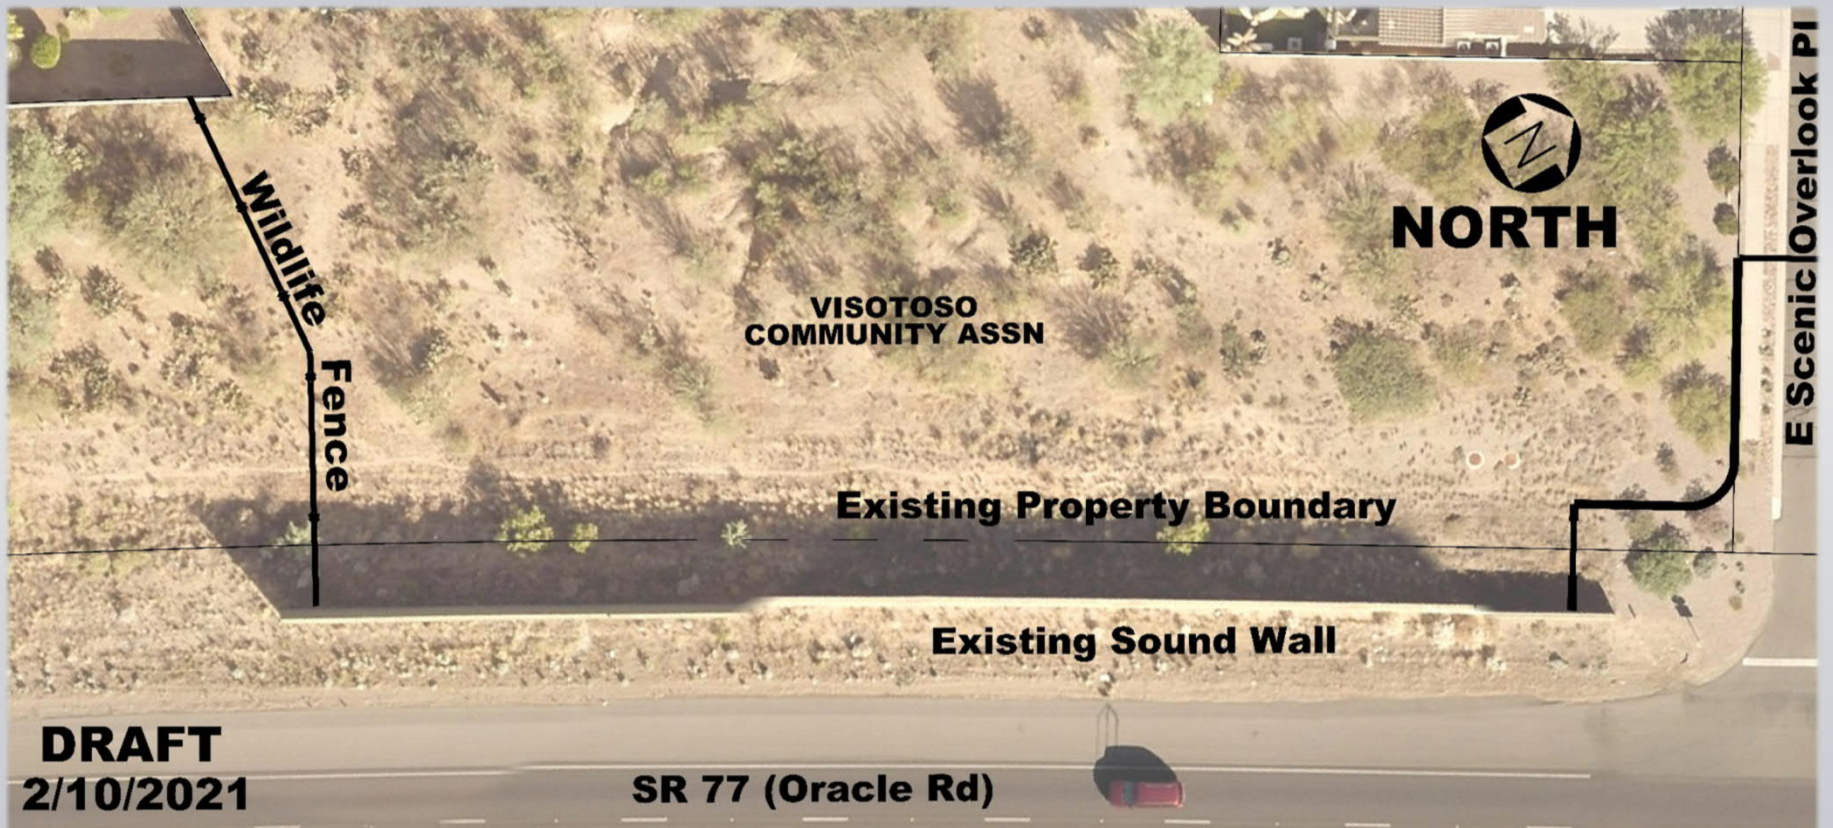 E Scenic Overlook Pl
N
NORTH
Wildlife Fence
VISOTOSO
COMMUNITY ASSN
Existing Property Boundary
Existing Sound Wall
DRAFT
2/10/2021
SR 77 (Oracle Rd)